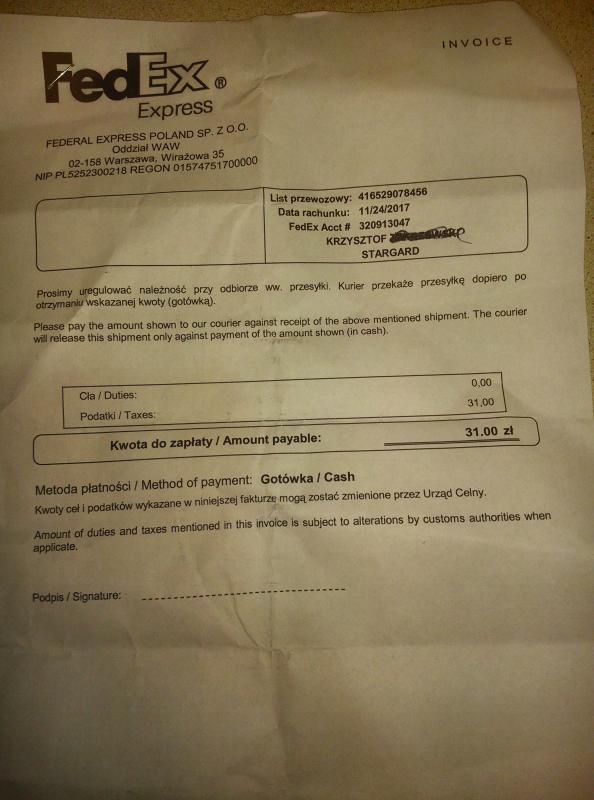 INVOICE
FedEx ®
Express
FEDERAL EXPRESS POLAND SP. Z O.O.
Oddział WAW
02-158 Warszawa, Wirażowa 35
NIP PL5252300218 REGON 01574751700000
List przewozowy: 416529078456
Data rachunku: 11/24/2017
FedEx Acct # 320913047
KRZYSZTOF
STARGARD
Prosimy uregulować należność przy odbiorze ww. przesyłki. Kurier przekaże przesyłkę dopiero po
otrzymaniu wskazanej kwoty (gotówką).
Please pay the amount shown to our courier against receipt of the above mentioned shipment. The courier
will release this shipment only against payment of the amount shown (in cash).
Cła / Duties: 0,00
Podatki / Taxes: 31,00
Kwota do zapłaty / Amount payable: 31.00 zł
Metoda płatności / Method of payment: Gotówka / Cash
Kwoty ceł i podatków wykazane w niniejszej fakturze mogą zostać zmienione przez Urząd Celny.
Amount of duties and taxes mentioned in this invoice is subject to alterations by customs authorities when
applicate.
Podpis / Signature: